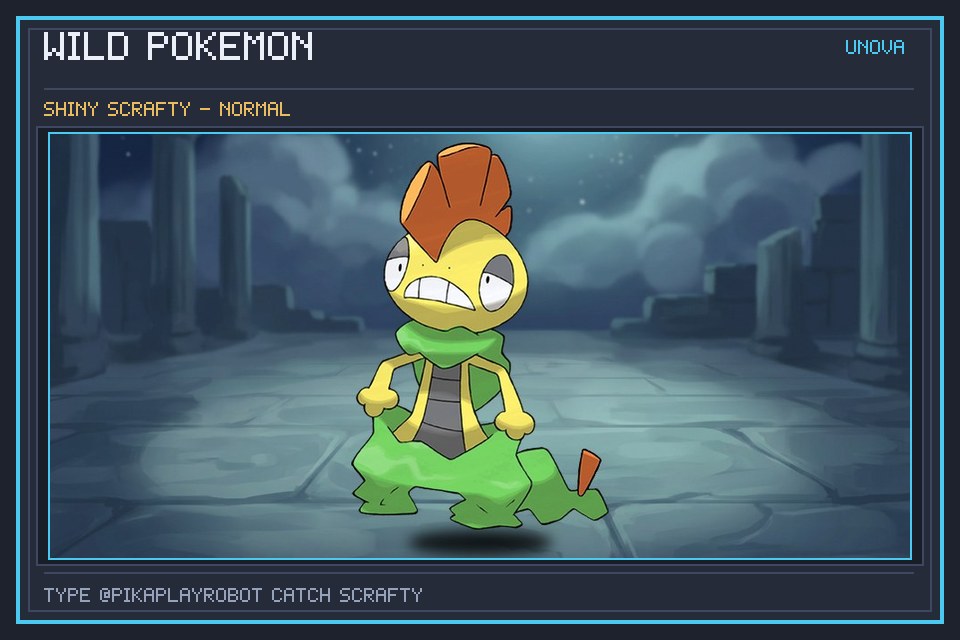 WILD POKEMON
UNOVA
SHINY SCRAFTY - NORMAL
TYPE @PIKAPLAYROBOT CATCH SCRAFTY